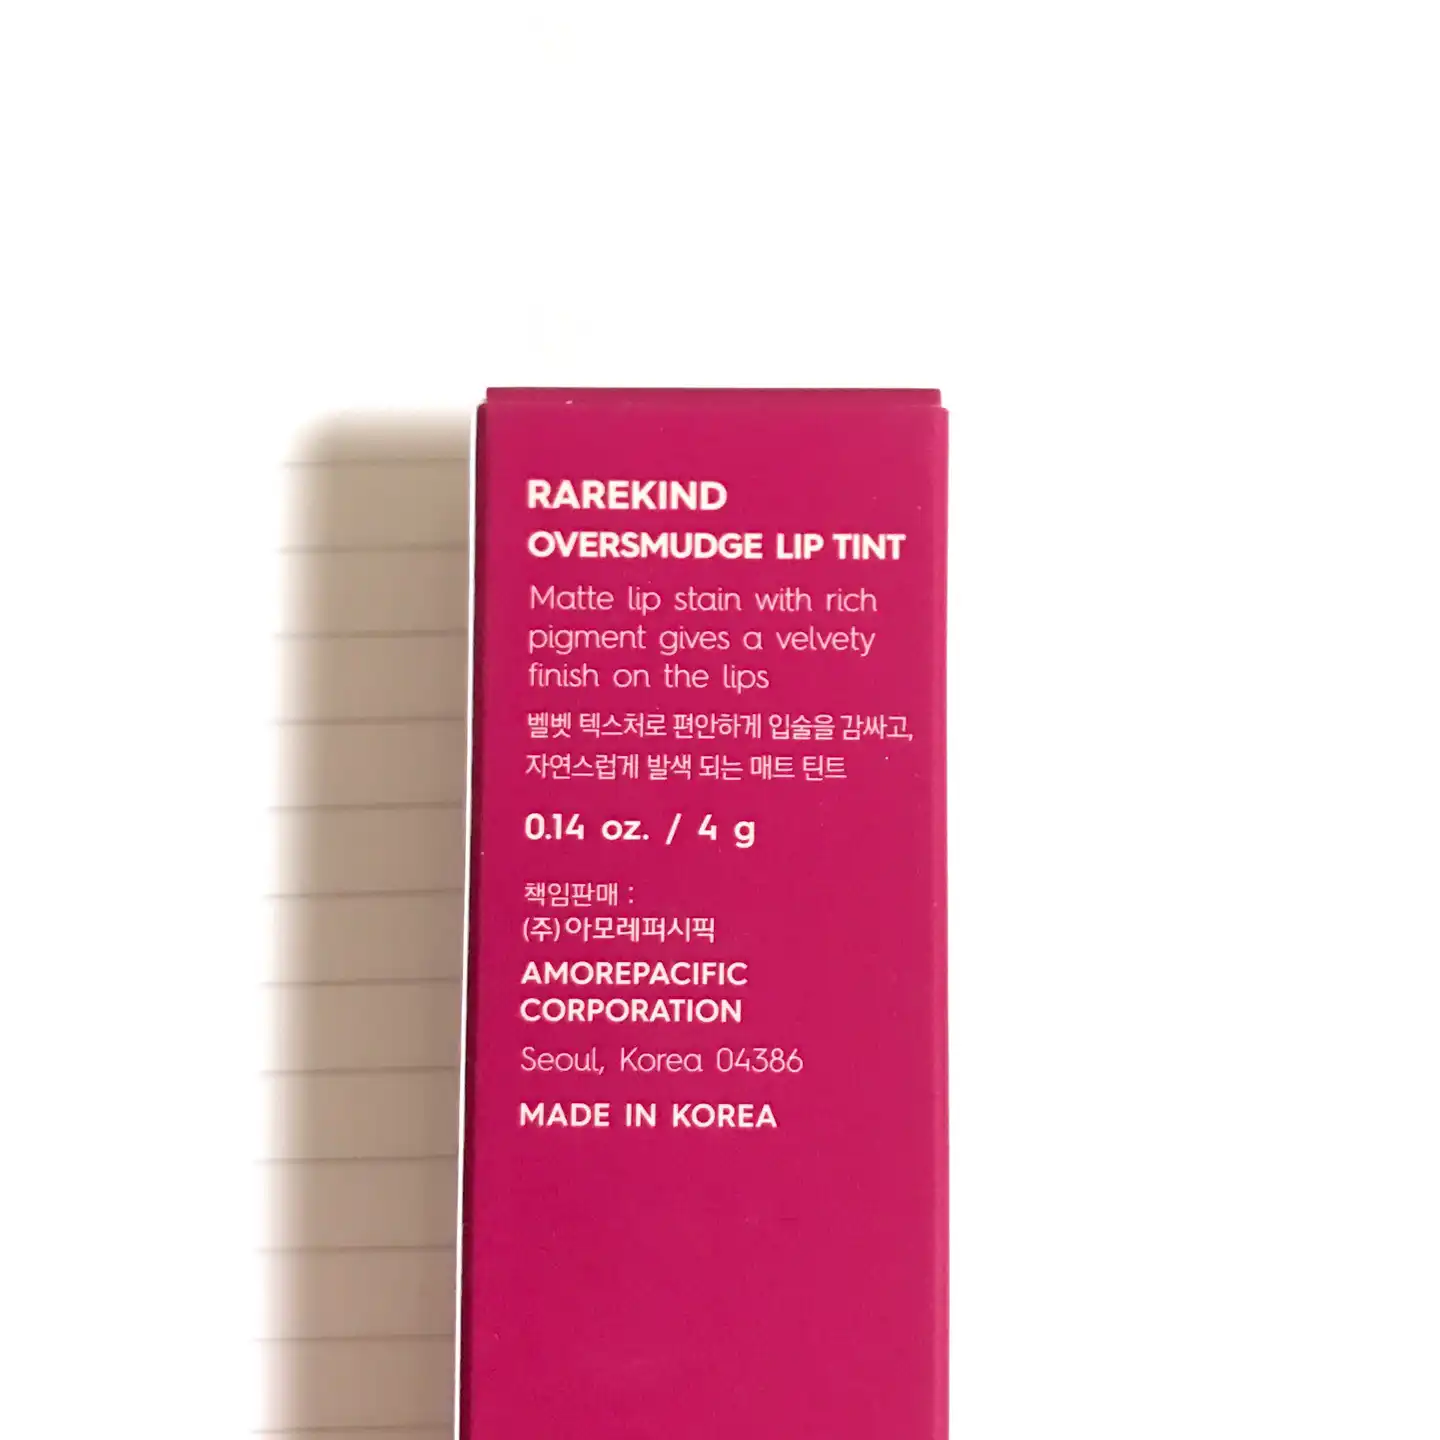 RAREKIND
OVERSMUDGE LIP TINT
Matte lip stain with rich
pigment gives a velvety
finish on the lips
벨벳 텍스처로 편안하게 입술을 감싸고,
자연스럽게 발색 되는 매트 틴트
0.14 oz. / 4 g
책임판매 :
(주)아모레퍼시픽
AMOREPACIFIC
CORPORATION
Seoul, Korea 04386
MADE IN KOREA